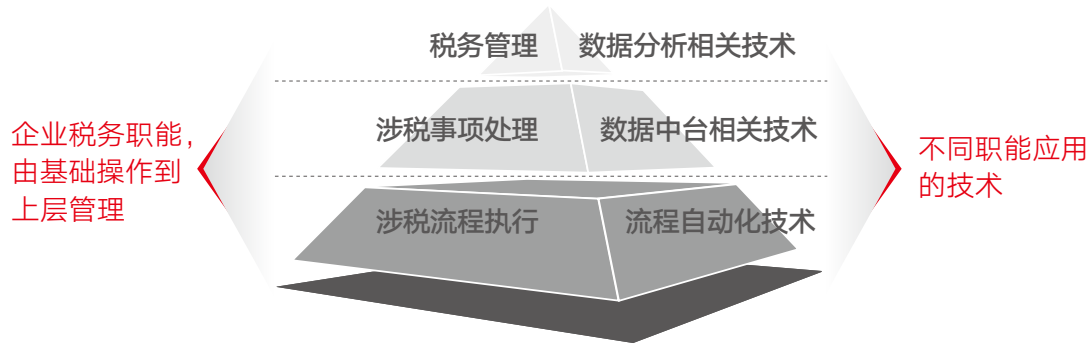 税务管理 数据分析相关技术
涉税事项处理 数据中台相关技术
涉税流程执行 流程自动化技术
企业税务职能，
由基础操作到
上层管理
不同职能应用
的技术